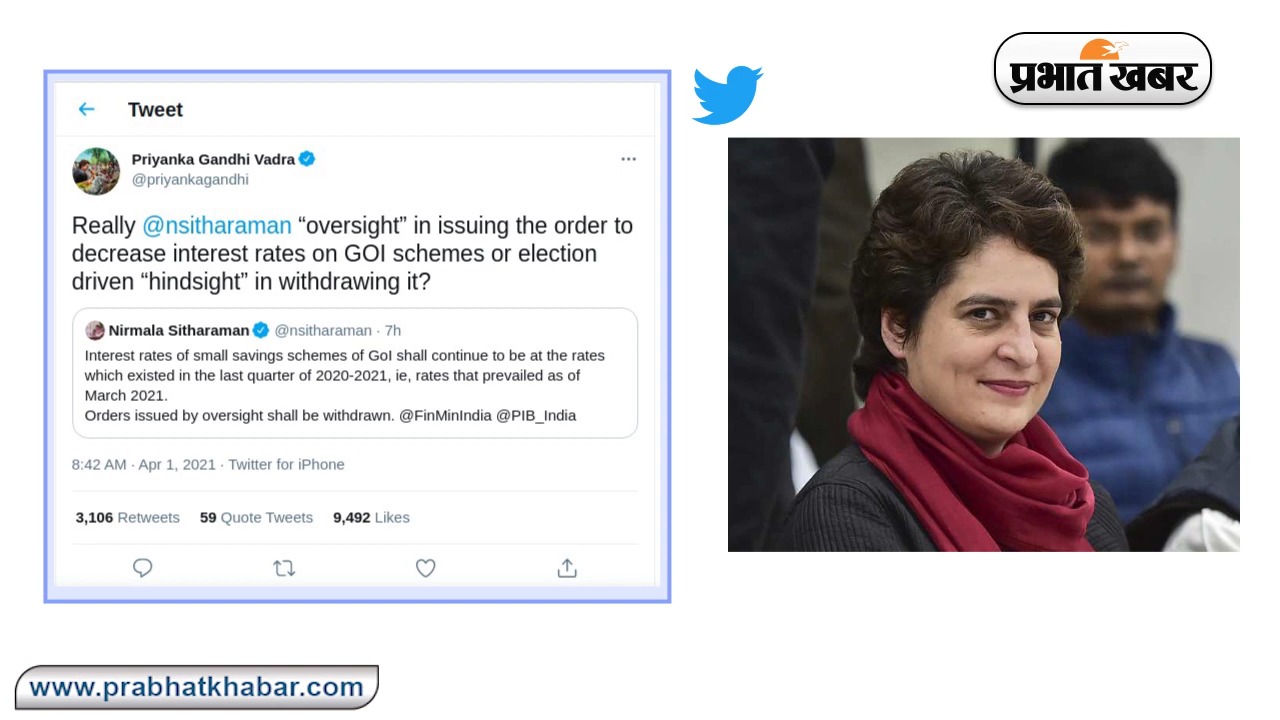 प्रभात खबर
Tweet
Priyanka Gandhi Vadra
@priyankagandhi
Really @nsitharaman “oversight” in issuing the order to
decrease interest rates on GOI schemes or election
driven “hindsight” in withdrawing it?
Nirmala Sitharaman @nsitharaman · 7h
Interest rates of small savings schemes of GoI shall continue to be at the rates
which existed in the last quarter of 2020-2021, ie, rates that prevailed as of
March 2021.
Orders issued by oversight shall be withdrawn. @FinMinIndia @PIB_India
8:42 AM · Apr 1, 2021 · Twitter for iPhone
3,106 Retweets 59 Quote Tweets 9,492 Likes
www.prabhatkhabar.com